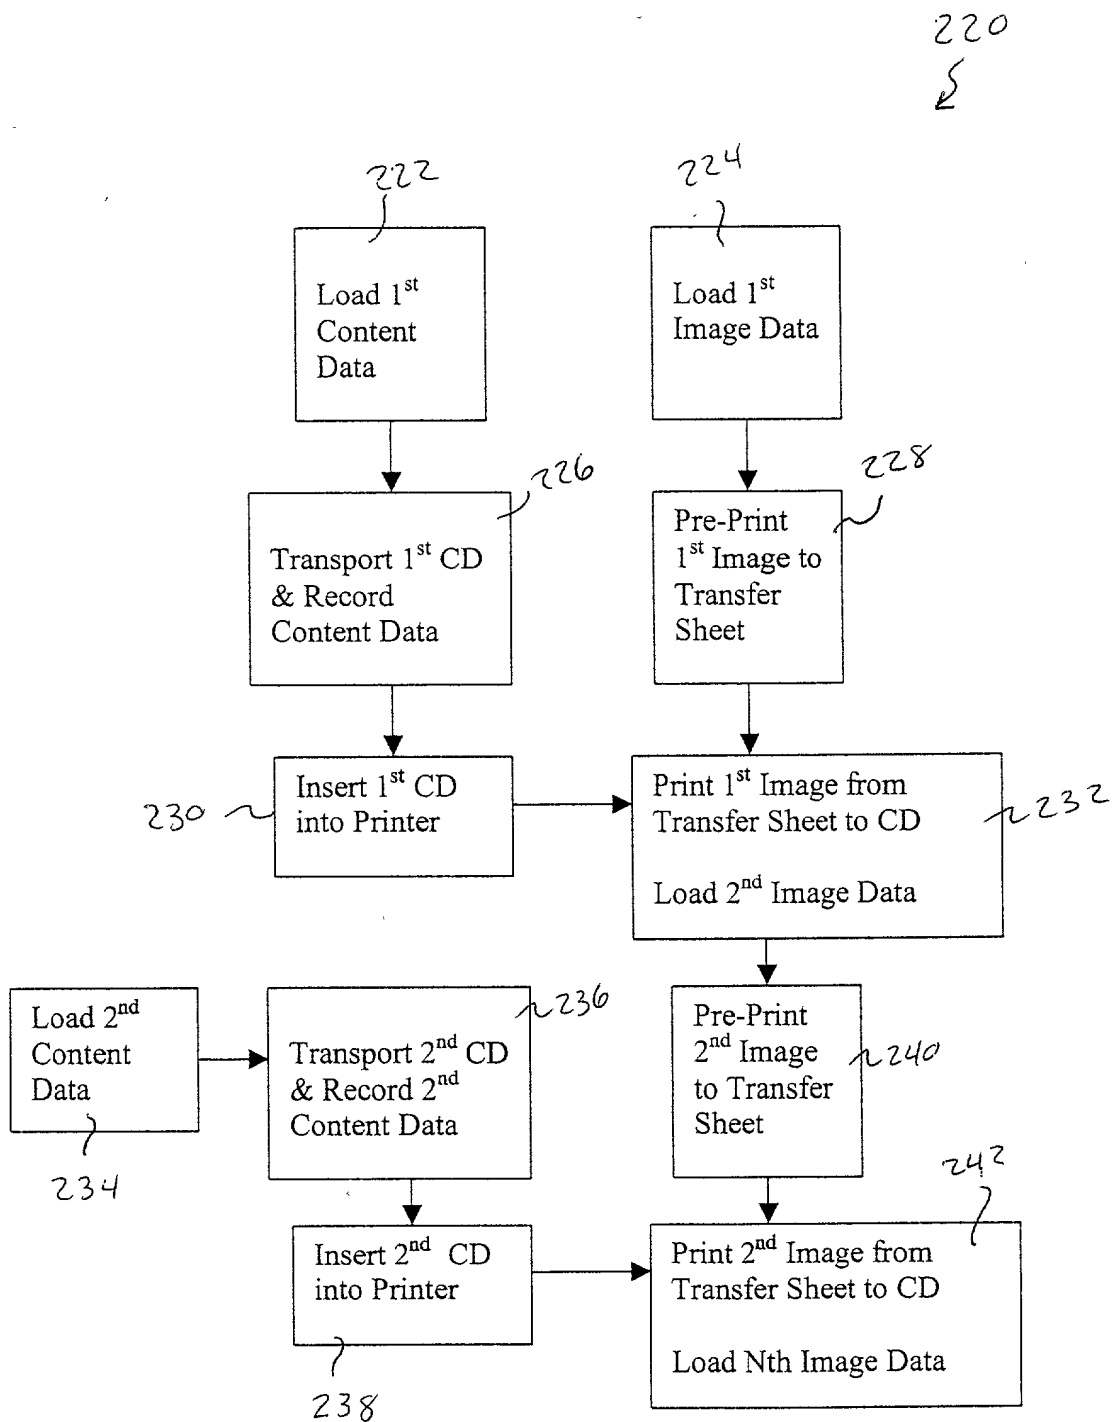 220
222
224
Load 1st
Content
Data
Load 1st
Image Data
226
228
Transport 1st CD
& Record
Content Data
Pre-Print
1st Image to
Transfer
Sheet
230
Insert 1st CD
into Printer
Print 1st Image from
Transfer Sheet to CD
Load 2nd Image Data
232
Load 2nd
Content
Data
234
Transport 2nd CD
& Record 2nd
Content Data
236
Pre-Print
2nd Image
to Transfer
Sheet
240
Insert 2nd CD
into Printer
238
242
Print 2nd Image from
Transfer Sheet to CD
Load Nth Image Data